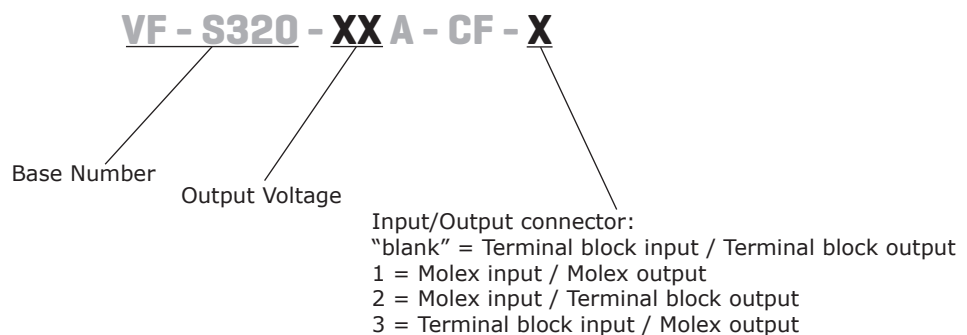 VF - S320 - XX A - CF - X
Base Number
Output Voltage
Input/Output connector:
“blank” = Terminal block input / Terminal block output
1 = Molex input / Molex output
2 = Molex input / Terminal block output
3 = Terminal block input / Molex output